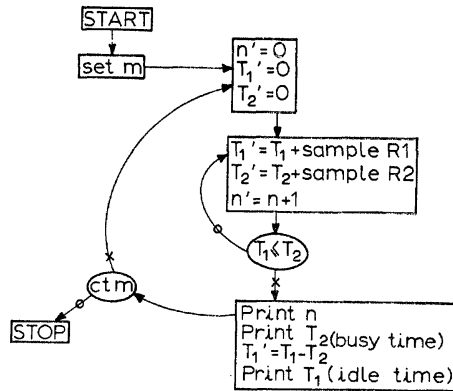 START
set m
n'=0
T₁'=0
T₂'=0
T₁'=T₁+sample R1
T₂'=T₂+sample R2
n'=n+1
T₁⩽T₂
ctm
STOP
Print n
Print T₂(busy time)
T₁'=T₁-T₂
Print T₁(idle time)